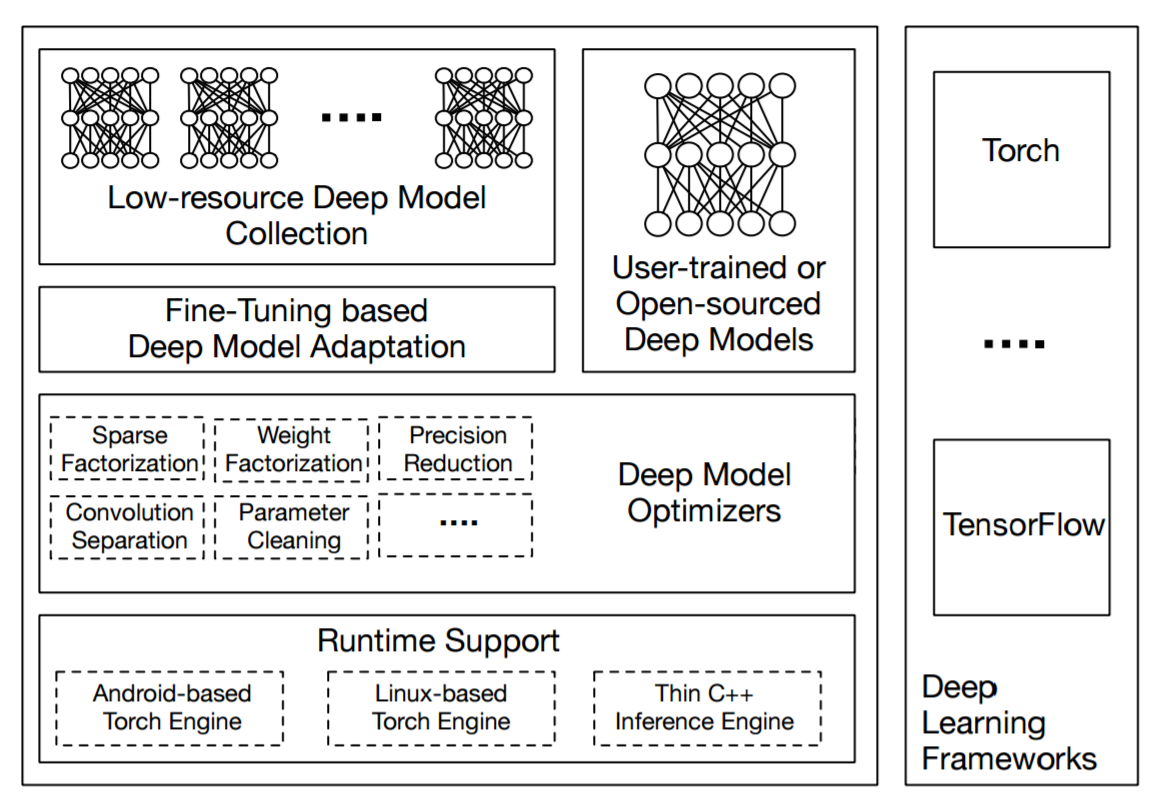 Low-resource Deep Model
Collection
User-trained or
Open-sourced
Deep Models
Fine-Tuning based
Deep Model Adaptation
Sparse
Factorization
Weight
Factorization
Precision
Reduction
Convolution
Separation
Parameter
Cleaning
Deep Model
Optimizers
Runtime Support
Android-based
Torch Engine
Linux-based
Torch Engine
Thin C++
Inference Engine
Torch
TensorFlow
Deep
Learning
Frameworks